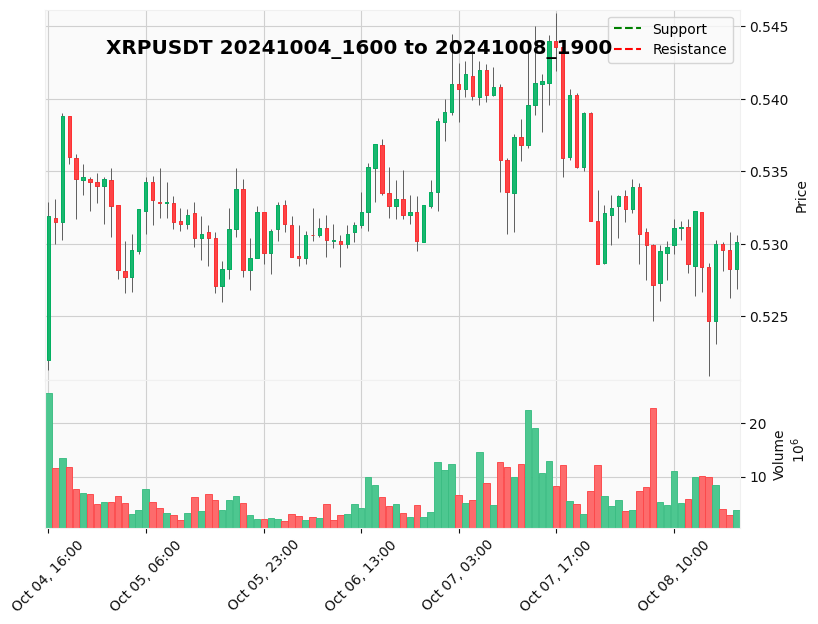 XRPUSDT 20241004_1600 to 20241008_1900
Support
Resistance
0.545
0.540
0.535
0.530
0.525
Price
20
10
Volume
10^6
Oct 04, 16:00
Oct 05, 06:00
Oct 05, 23:00
Oct 06, 13:00
Oct 07, 03:00
Oct 07, 17:00
Oct 08, 10:00